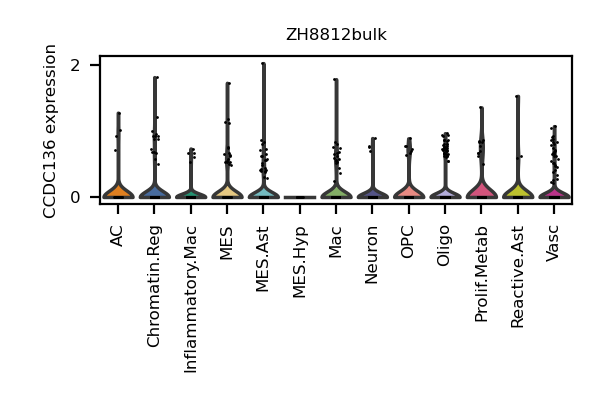 ZH8812bulk
CCDC136 expression
2
0
AC
Chromatin.Reg
Inflammatory.Mac
MES
MES.Ast
MES.Hyp
Mac
Neuron
OPC
Oligo
Prolif.Metab
Reactive.Ast
Vasc